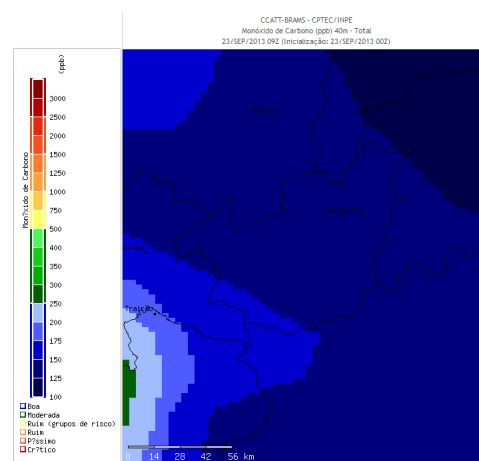 CCATT-BRAMS - CPTEC/INPE
Monóxido de Carbono (ppb) 40m - Total
23/SEP/2013 09Z (Inicialização: 23/SEP/2013 00Z)
(ppb)
Mon?xido de Carbono
3000
2500
2000
1500
1250
1000
750
500
400
350
300
250
200
175
150
125
100
Boa
Moderada
Ruim (grupos de risco)
Ruim
P?ssimo
Cr?tico
0 14 28 42 56 km